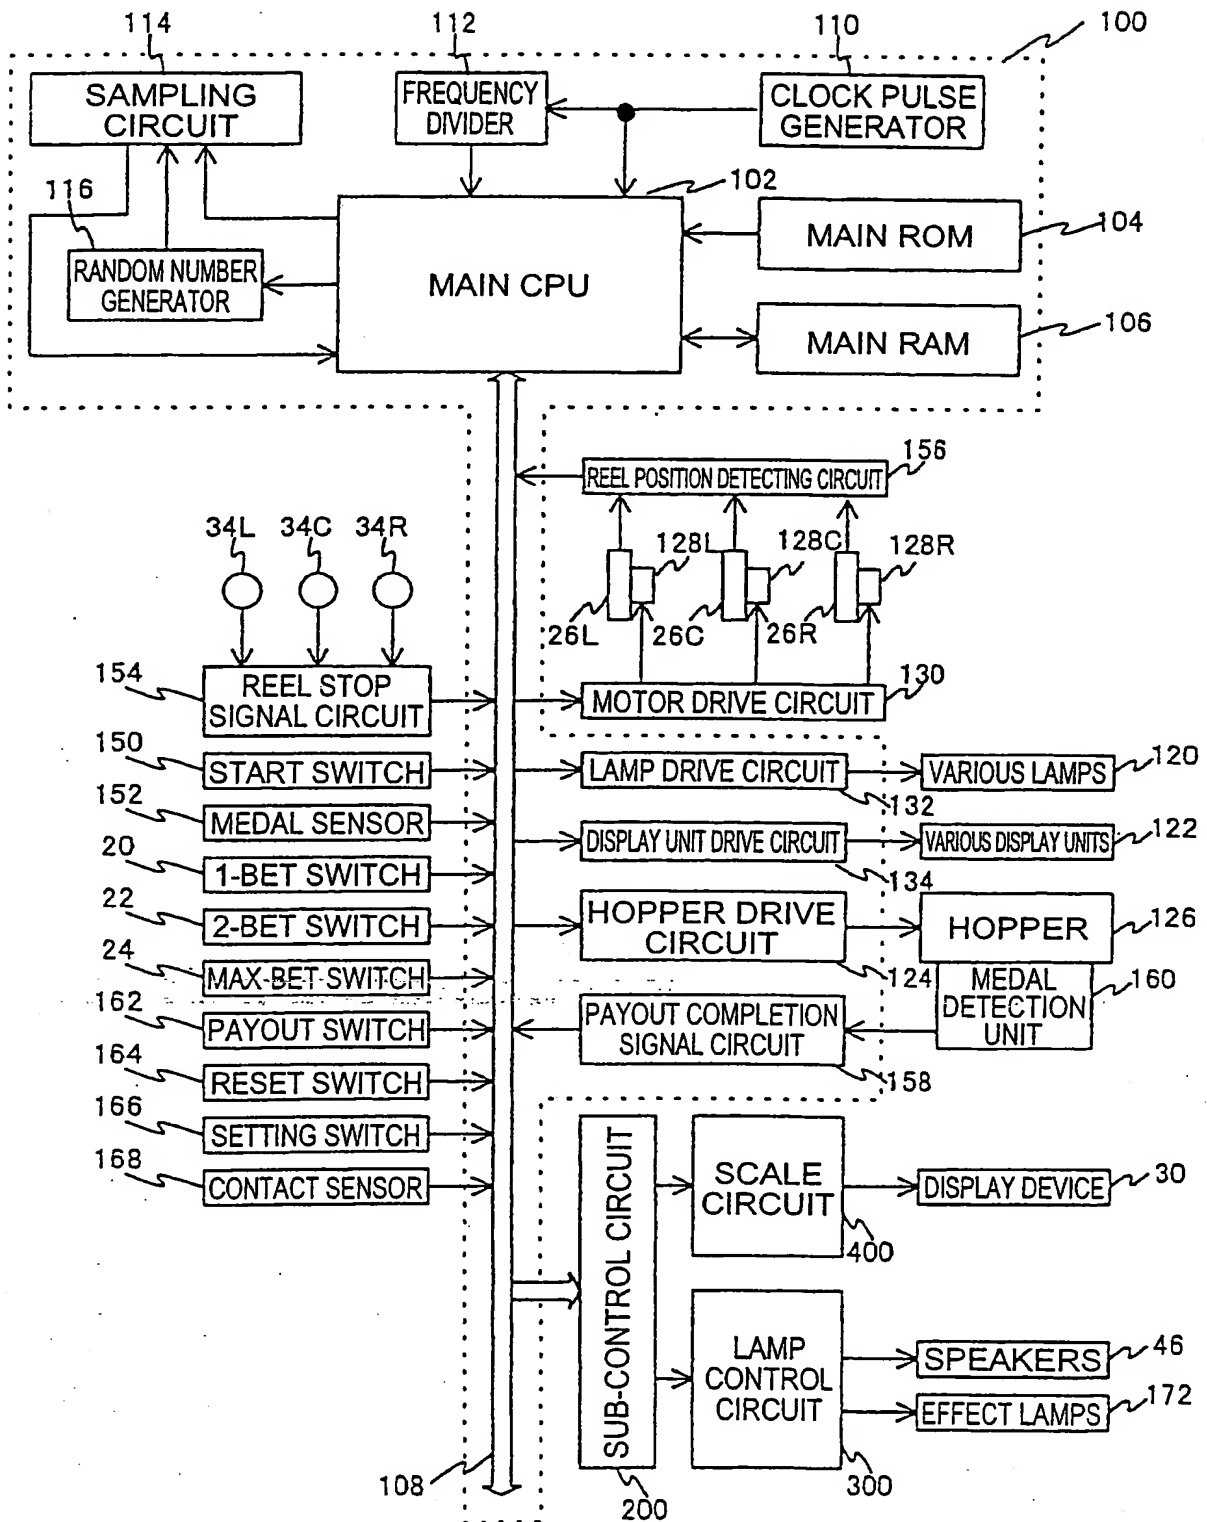 114
112
110
100
SAMPLING
CIRCUIT
FREQUENCY
DIVIDER
CLOCK PULSE
GENERATOR
116
102
RANDOM NUMBER
GENERATOR
MAIN CPU
MAIN ROM
104
MAIN RAM
106
156
REEL POSITION DETECTING CIRCUIT
34L
34C
34R
128L
128C
128R
26L
26C
26R
154
REEL STOP
SIGNAL CIRCUIT
MOTOR DRIVE CIRCUIT
130
150
START SWITCH
LAMP DRIVE CIRCUIT
132
VARIOUS LAMPS
120
152
MEDAL SENSOR
DISPLAY UNIT DRIVE CIRCUIT
134
VARIOUS DISPLAY UNITS
122
20
1-BET SWITCH
22
2-BET SWITCH
HOPPER DRIVE
CIRCUIT
124
HOPPER
126
24
MAX-BET SWITCH
MEDAL
DETECTION
UNIT
160
162
PAYOUT SWITCH
PAYOUT COMPLETION
SIGNAL CIRCUIT
158
164
RESET SWITCH
166
SETTING SWITCH
168
CONTACT SENSOR
SUB-CONTROL CIRCUIT
200
SCALE
CIRCUIT
400
DISPLAY DEVICE
30
LAMP
CONTROL
CIRCUIT
300
SPEAKERS
46
EFFECT LAMPS
172
108